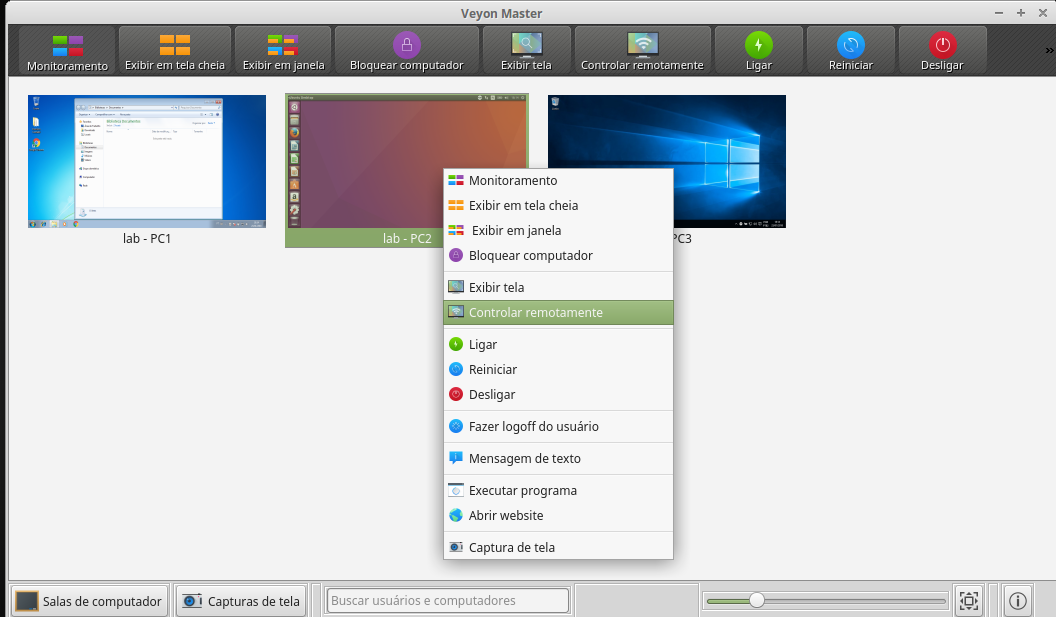 Veyon Master
Monitoramento
Exibir em tela cheia
Exibir em janela
Bloquear computador
Exibir tela
Controlar remotamente
Ligar
Reiniciar
Desligar
»
lab - PC1
lab - PC2
PC3
Monitoramento
Exibir em tela cheia
Exibir em janela
Bloquear computador
Exibir tela
Controlar remotamente
Ligar
Reiniciar
Desligar
Fazer logoff do usuário
Mensagem de texto
Executar programa
Abrir website
Captura de tela
Salas de computador
Capturas de tela
Buscar usuários e computadores